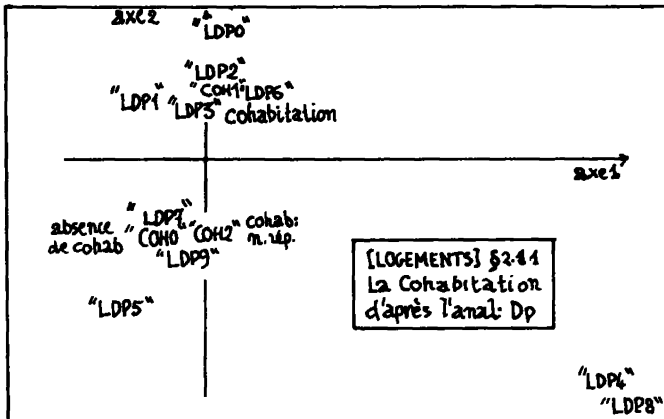 axe2
"LDP0"
"LDP2"
"COH1" "LDP6"
"LDP1" "LDP3" Cohabitation
axe1
"LDP7"
absence de cohab
"COH0" "COH2"
cohab: n.rép.
"LDP9"
"LDP5"
[LOGEMENTS] §2.11
La Cohabitation
d'après l'anal: Dp
"LDP4"
"LDP8"